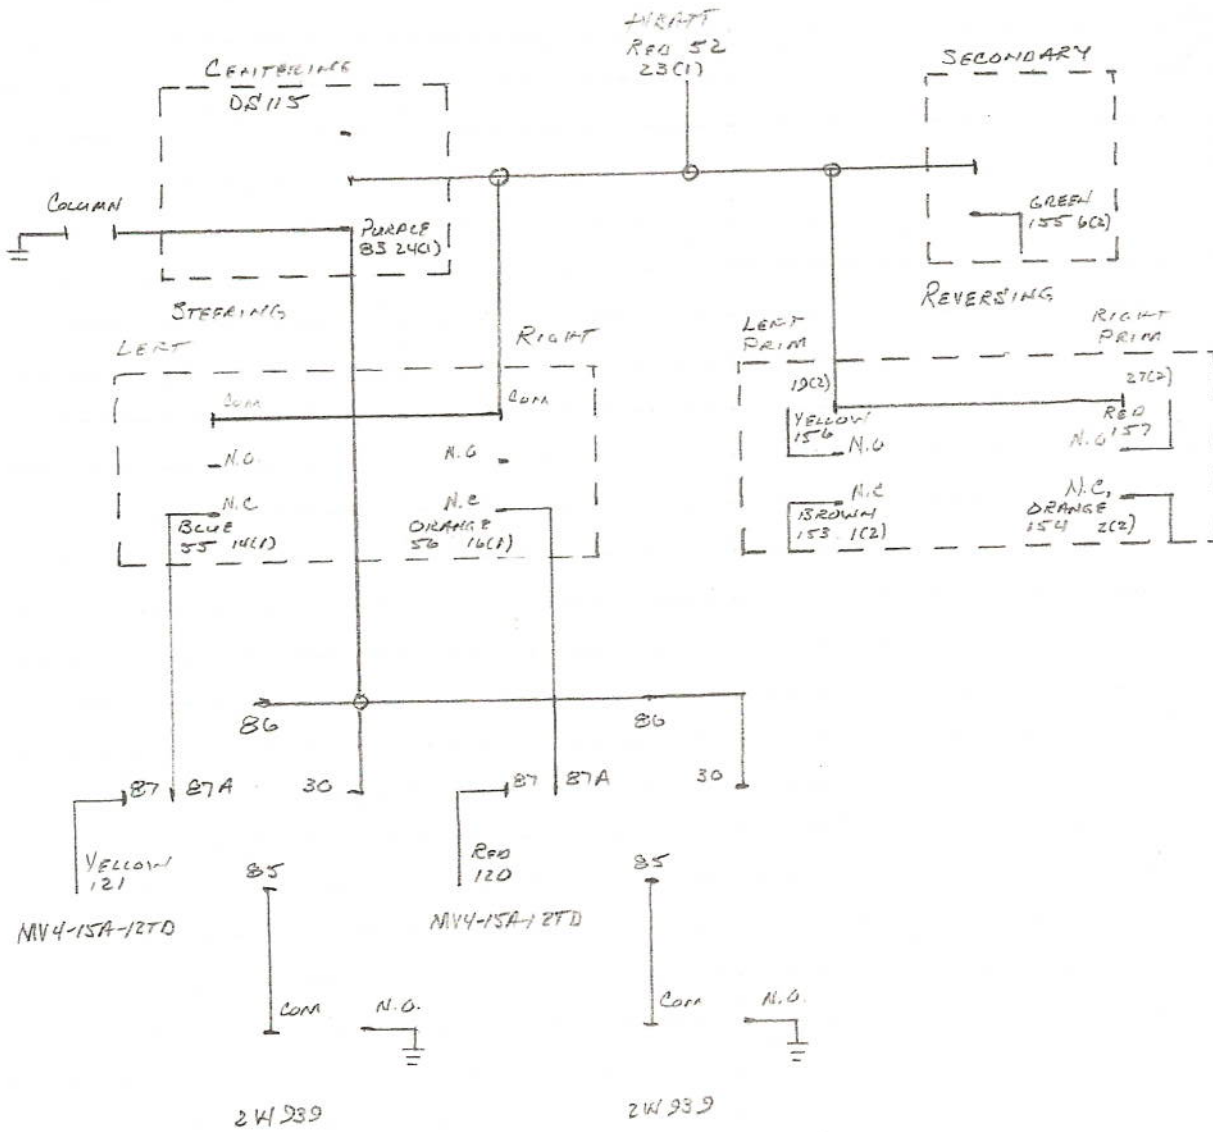 RED 52
23(1)
CENTERING
DS115
SECONDARY
COLUMN
PURPLE
83 24(1)
GREEN
155 6(2)
STEERING
REVERSING
LEFT
RIGHT
LEFT
PRIM
RIGHT
PRIM
COM
COM
19(2)
27(2)
YELLOW
156
N.O
RED
157
N.O
N.O.
N.O
N.C
N.C
N.C
N.C.
BLUE
55 14(1)
ORANGE
56 16(1)
BROWN
153 1(2)
ORANGE
154 2(2)
86
86
87 87A
30
87 87A
30
YELLOW
121
85
RED
120
85
MV4-15A-12TD
MV4-15A-12TD
COM
N.O.
COM
N.O.
2W939
2W939